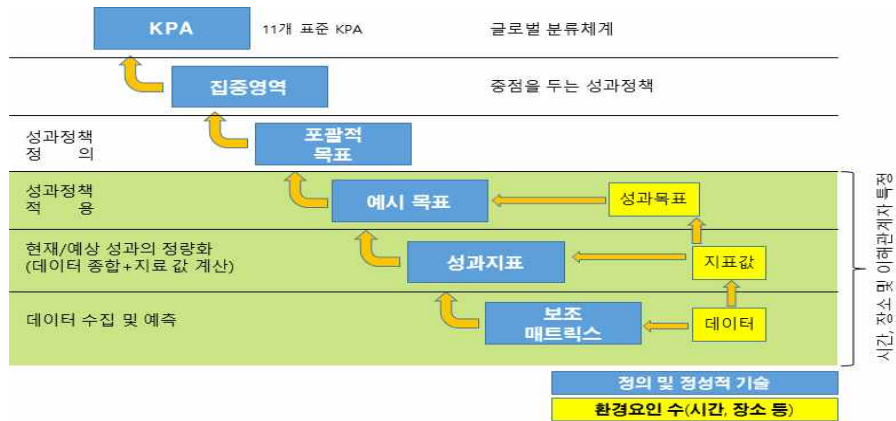 KPA
11개 표준 KPA
글로벌 분류체계
집중영역
중점을 두는 성과정책
성과정책
정 의
포괄적
목표
성과정책
적 용
예시 목표
성과목표
현재/예상 성과의 정량화
(데이터 종합+지료 값 계산)
성과지표
지표값
데이터 수집 및 예측
보조
매트릭스
데이터
시간, 장소 및 이해관계자 특정
정의 및 정성적 기술
환경요인 수(시간, 장소 등)